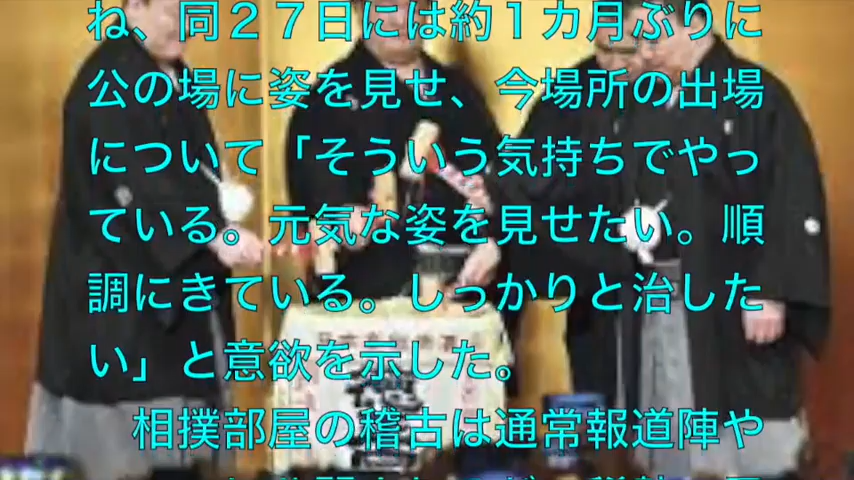 ね、同２７日には約１カ月ぶりに
公の場に姿を見せ、今場所の出場
について「そういう気持ちでやっ
ている。元気な姿を見せたい。順
調にきている。しっかりと治した
い」と意欲を示した。
相撲部屋の稽古は通常報道陣や